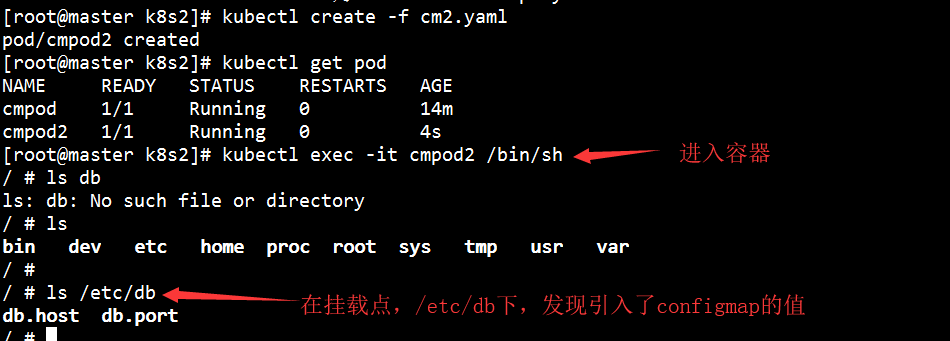 [root@master k8s2]# kubectl create -f cm2.yaml
pod/cmpod2 created
[root@master k8s2]# kubectl get pod
NAME READY STATUS RESTARTS AGE
cmpod 1/1 Running 0 14m
cmpod2 1/1 Running 0 4s
[root@master k8s2]# kubectl exec -it cmpod2 /bin/sh 进入容器
/ # ls db
ls: db: No such file or directory
/ # ls
bin dev etc home proc root sys tmp usr var
/ #
/ # ls /etc/db
在挂载点，/etc/db下，发现引入了configmap的值
db.host db.port
/ #